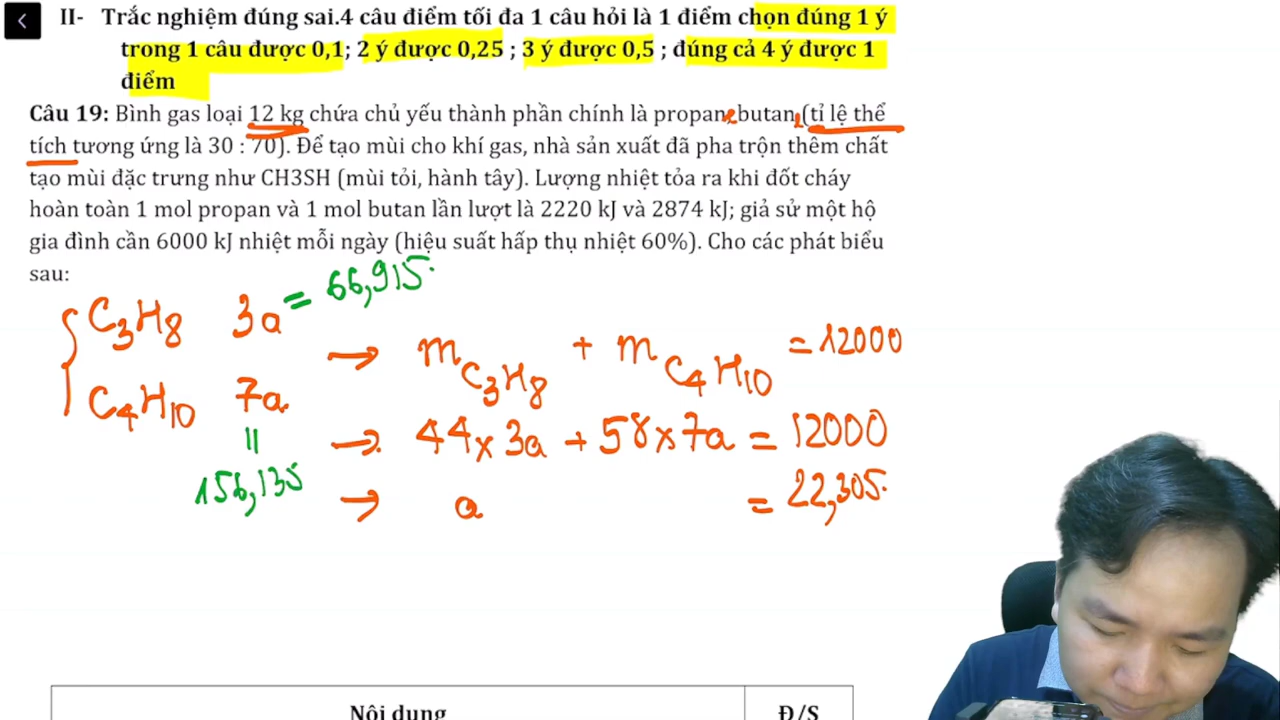 II- Trắc nghiệm đúng sai.4 câu điểm tối đa 1 câu hỏi là 1 điểm chọn đúng 1 ý
trong 1 câu được 0,1; 2 ý được 0,25 ; 3 ý được 0,5 ; đúng cả 4 ý được 1
điểm
Câu 19: Bình gas loại 12 kg chứa chủ yếu thành phần chính là propan, butan (tỉ lệ thể
tích tương ứng là 30 : 70). Để tạo mùi cho khí gas, nhà sản xuất đã pha trộn thêm chất
tạo mùi đặc trưng như CH3SH (mùi tỏi, hành tây). Lượng nhiệt tỏa ra khi đốt cháy
hoàn toàn 1 mol propan và 1 mol butan lần lượt là 2220 kJ và 2874 kJ; giả sử một hộ
gia đình cần 6000 kJ nhiệt mỗi ngày (hiệu suất hấp thụ nhiệt 60%). Cho các phát biểu
sau:
C3H8 3a = 66,915
→ mC3H8 + mC4H10 = 12000
C4H10 7a
→ 44 x 3a + 58 x 7a = 12000
156,135
→ a = 22,305
Nội dung Đ/S